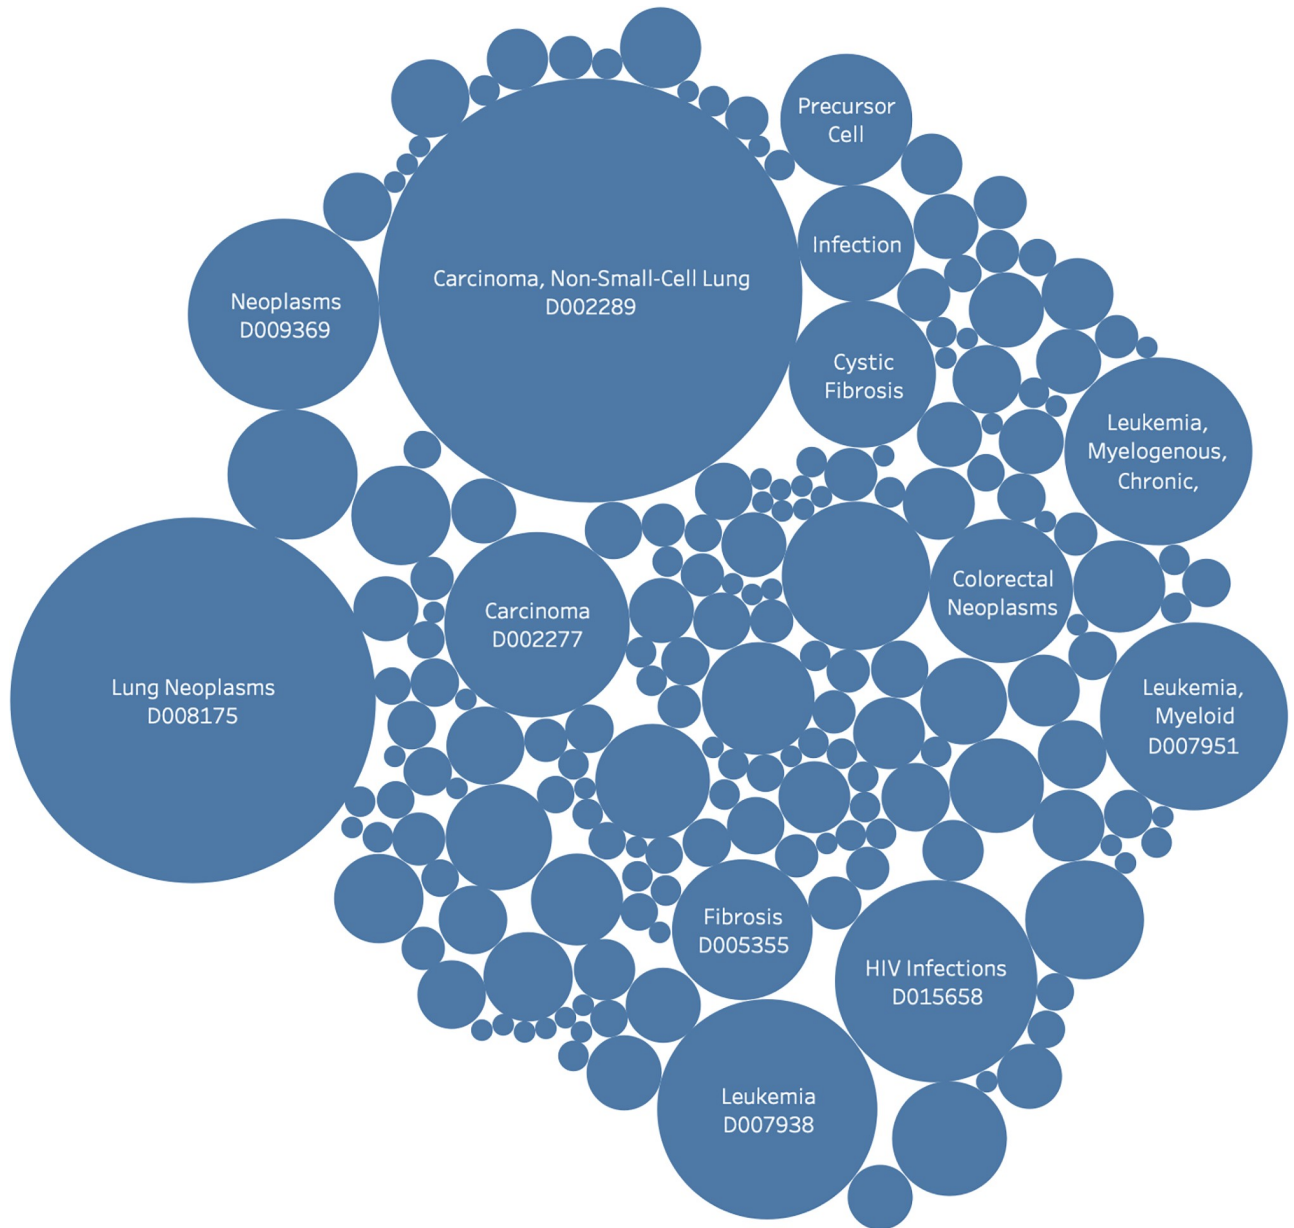 Precursor
Cell
Infection
Carcinoma, Non-Small-Cell Lung
D002289
Neoplasms
D009369
Cystic
Fibrosis
Leukemia,
Myelogenous,
Chronic,
Colorectal
Neoplasms
Carcinoma
D002277
Lung Neoplasms
D008175
Leukemia,
Myeloid
D007951
Fibrosis
D005355
HIV Infections
D015658
Leukemia
D007938